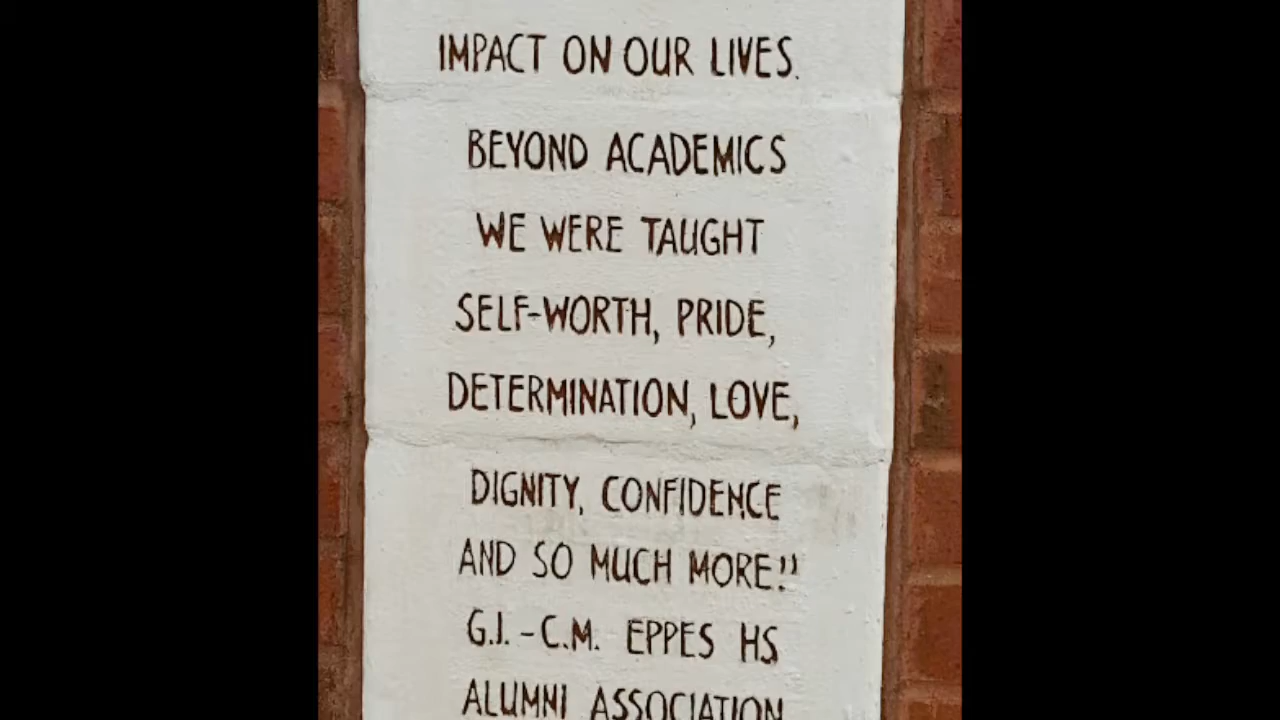 IMPACT ON OUR LIVES.
BEYOND ACADEMICS
WE WERE TAUGHT
SELF-WORTH, PRIDE,
DETERMINATION, LOVE,
DIGNITY, CONFIDENCE
AND SO MUCH MORE!"
G.I. - C.M. EPPES HS
ALUMNI ASSOCIATION